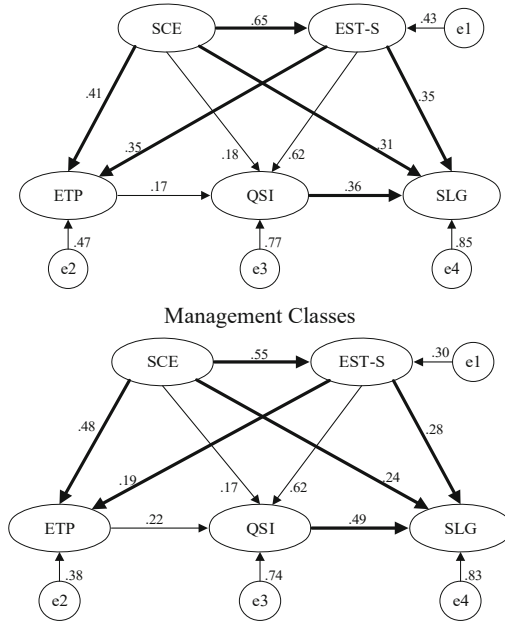 SCE .65 EST-S .43 e1
.41 .35 .35
.18 .62 .31
ETP .17 QSI .36 SLG
.47 .77 .85
e2 e3 e4
Management Classes
SCE .55 EST-S .30 e1
.48 .28
.19 .17 .62 .24
ETP .22 QSI .49 SLG
.38 .74 .83
e2 e3 e4